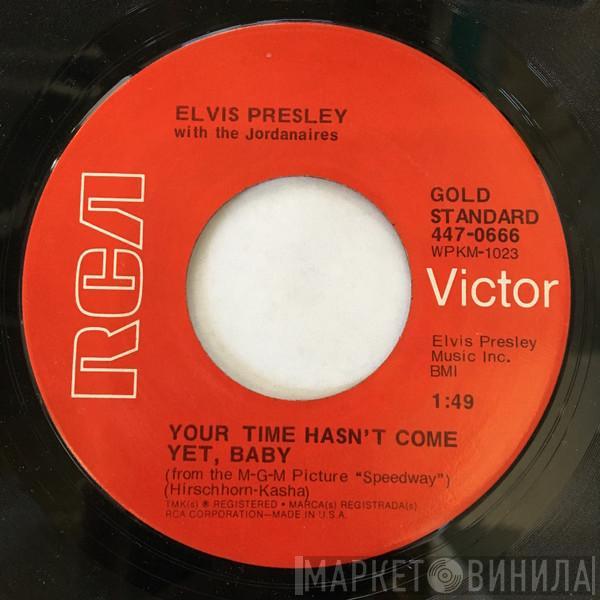 ELVIS PRESLEY
with the Jordanaires
RCA
GOLD
STANDARD
447-0666
WPKM-1023
Victor
Elvis Presley
Music Inc.
BMI
1:49
YOUR TIME HASN'T COME
YET, BABY
(from the M-G-M Picture "Speedway")
(Hirschhorn-Kasha)
TMK(s) ® REGISTERED • MARCA(s) REGISTRADA(s)
RCA CORPORATION—MADE IN U.S.A.
МАРКЕТ ВИНИЛА